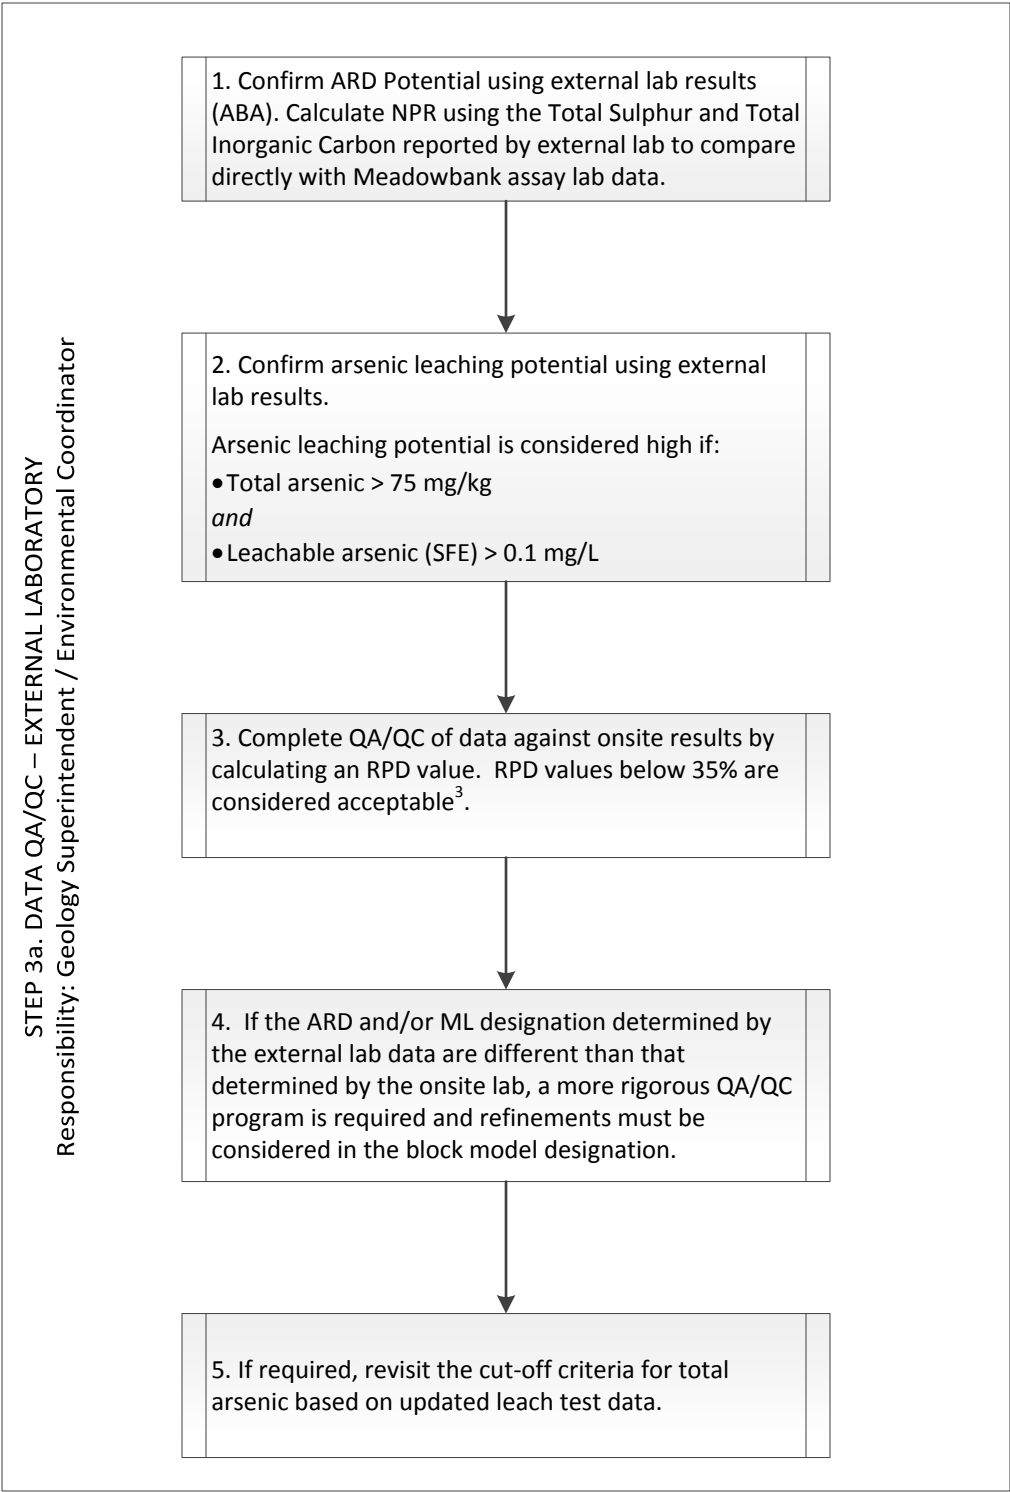 STEP 3a. DATA QA/QC – EXTERNAL LABORATORY
Responsibility: Geology Superintendent / Environmental Coordinator
1. Confirm ARD Potential using external lab results
(ABA). Calculate NPR using the Total Sulphur and Total
Inorganic Carbon reported by external lab to compare
directly with Meadowbank assay lab data.
2. Confirm arsenic leaching potential using external
lab results.
Arsenic leaching potential is considered high if:
•Total arsenic > 75 mg/kg
and
•Leachable arsenic (SFE) > 0.1 mg/L
3. Complete QA/QC of data against onsite results by
calculating an RPD value.  RPD values below 35% are
considered acceptable³.
4.  If the ARD and/or ML designation determined by
the external lab data are different than that
determined by the onsite lab, a more rigorous QA/QC
program is required and refinements must be
considered in the block model designation.
5. If required, revisit the cut-off criteria for total
arsenic based on updated leach test data.